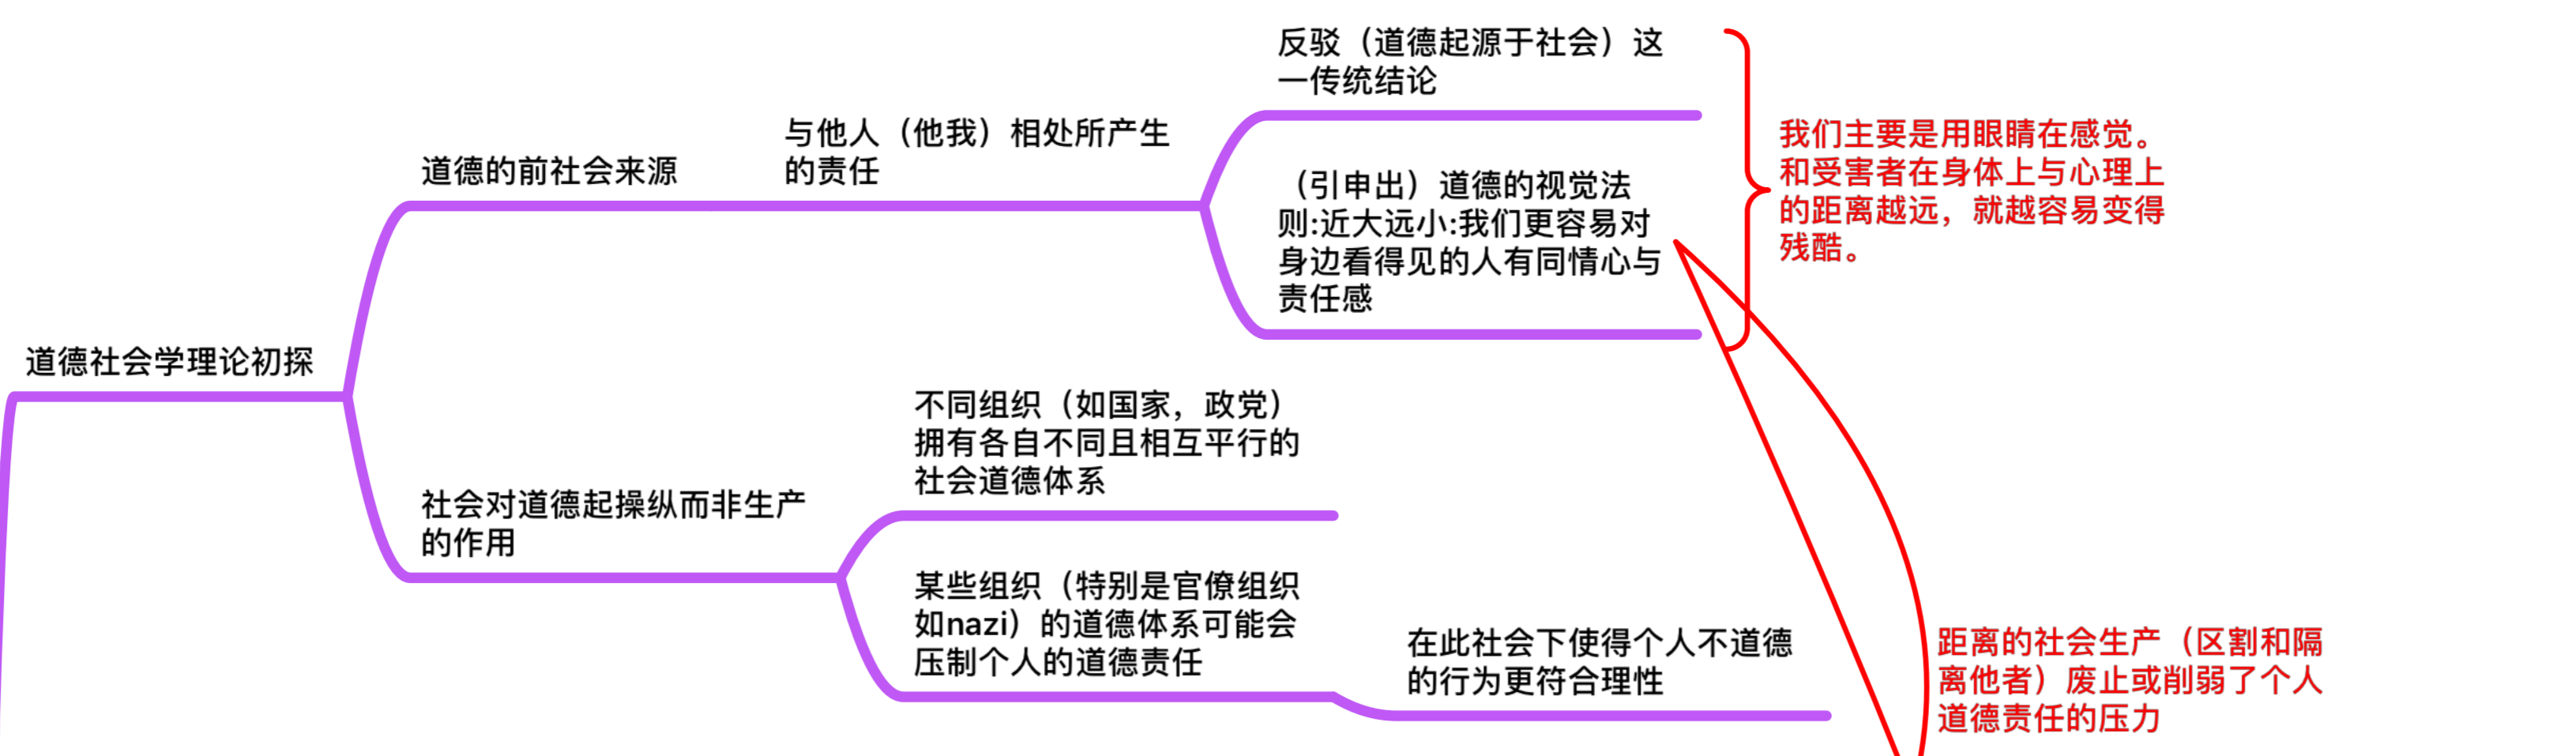 反驳（道德起源于社会）这
一传统结论
与他人（他我）相处所产生
的责任
道德的前社会来源
（引申出）道德的视觉法
则:近大远小:我们更容易对
身边看得见的人有同情心与
责任感
我们主要是用眼睛在感觉。
和受害者在身体上与心理上
的距离越远，就越容易变得
残酷。
道德社会学理论初探
不同组织（如国家，政党）
拥有各自不同且相互平行的
社会道德体系
社会对道德起操纵而非生产
的作用
某些组织（特别是官僚组织
如nazi）的道德体系可能会
压制个人的道德责任
在此社会下使得个人不道德
的行为更符合理性
距离的社会生产（区割和隔
离他者）废止或削弱了个人
道德责任的压力